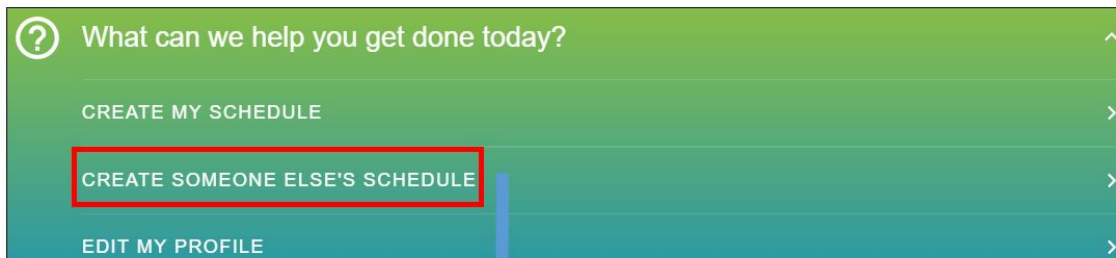 What can we help you get done today?
CREATE MY SCHEDULE
CREATE SOMEONE ELSE'S SCHEDULE
EDIT MY PROFILE